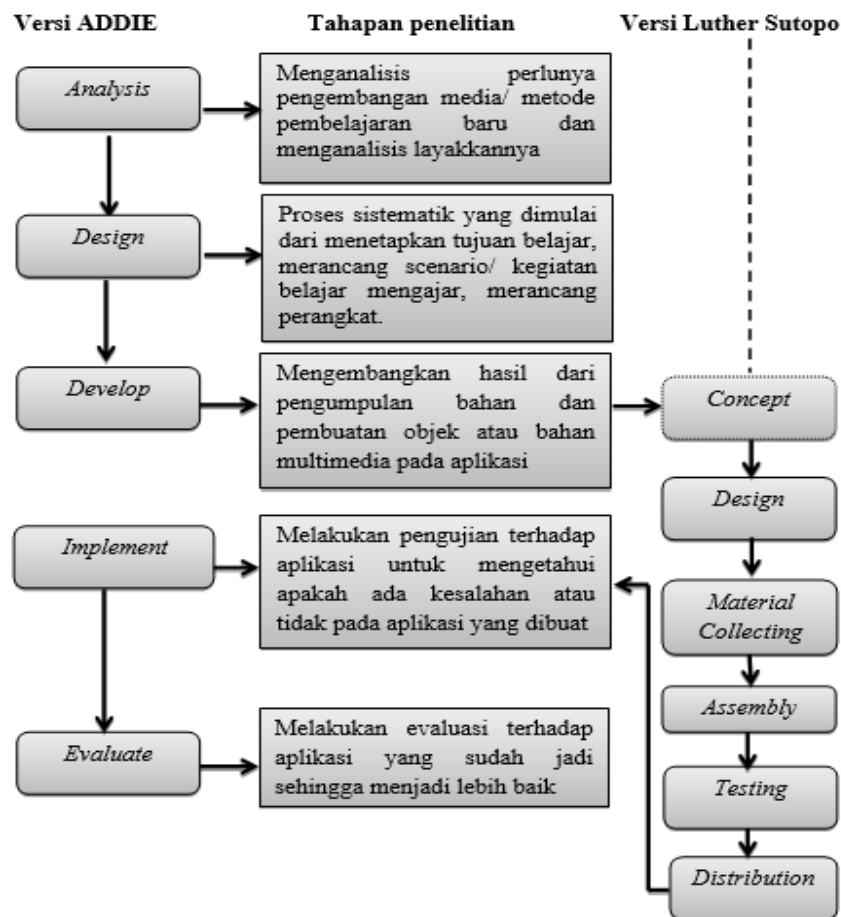 Versi ADDIE
Tahapan penelitian
Versi Luther Sutopo
Analysis
Menganalisis perlunya
pengembangan media/ metode
pembelajaran baru dan
menganalisis layakkannya
Design
Proses sistematik yang dimulai
dari menetapkan tujuan belajar,
merancang scenario/ kegiatan
belajar mengajar, merancang
perangkat.
Develop
Mengembangkan hasil dari
pengumpulan bahan dan
pembuatan objek atau bahan
multimedia pada aplikasi
Concept
Design
Implement
Melakukan pengujian terhadap
aplikasi untuk mengetahui
apakah ada kesalahan atau
tidak pada aplikasi yang dibuat
Material
Collecting
Assembly
Evaluate
Melakukan evaluasi terhadap
aplikasi yang sudah jadi
sehingga menjadi lebih baik
Testing
Distribution